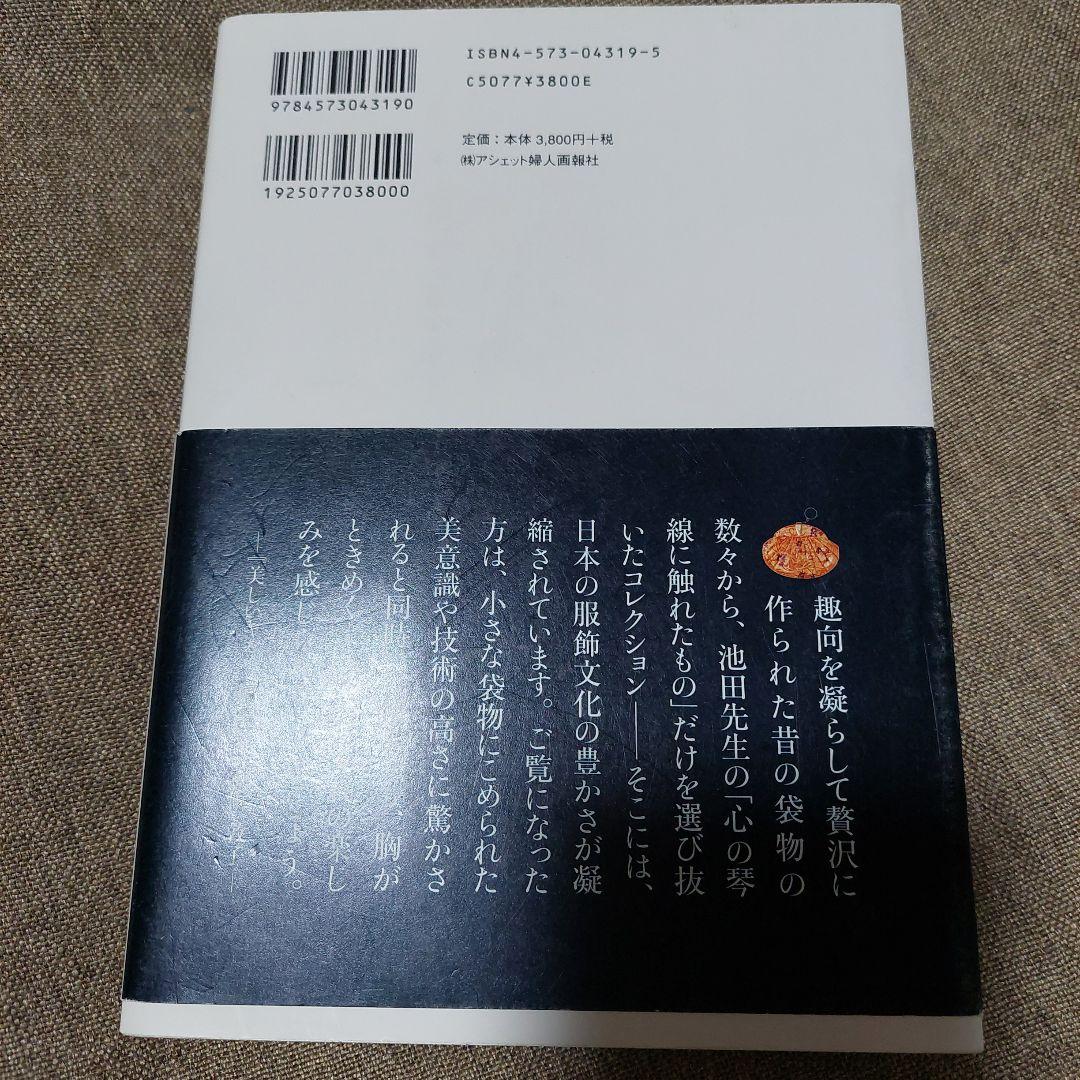 ISBN4-573-04319-5
C5077¥3800E
9784573043190
定価：本体 3,800円+税
㈱アシェット婦人画報社
1925077038000
趣向を凝らして贅沢に
作られた昔の袋物の
数々から、池田先生の「心の琴
線に触れたもの」だけを選び抜
いたコレクション――そこには、
日本の服飾文化の豊かさが凝
縮されています。ご覧になった
方は、小さな袋物にこめられた
美意識や技術の高さに驚かさ
れると同時 胸が
ときめく 楽し
みを感じ う。